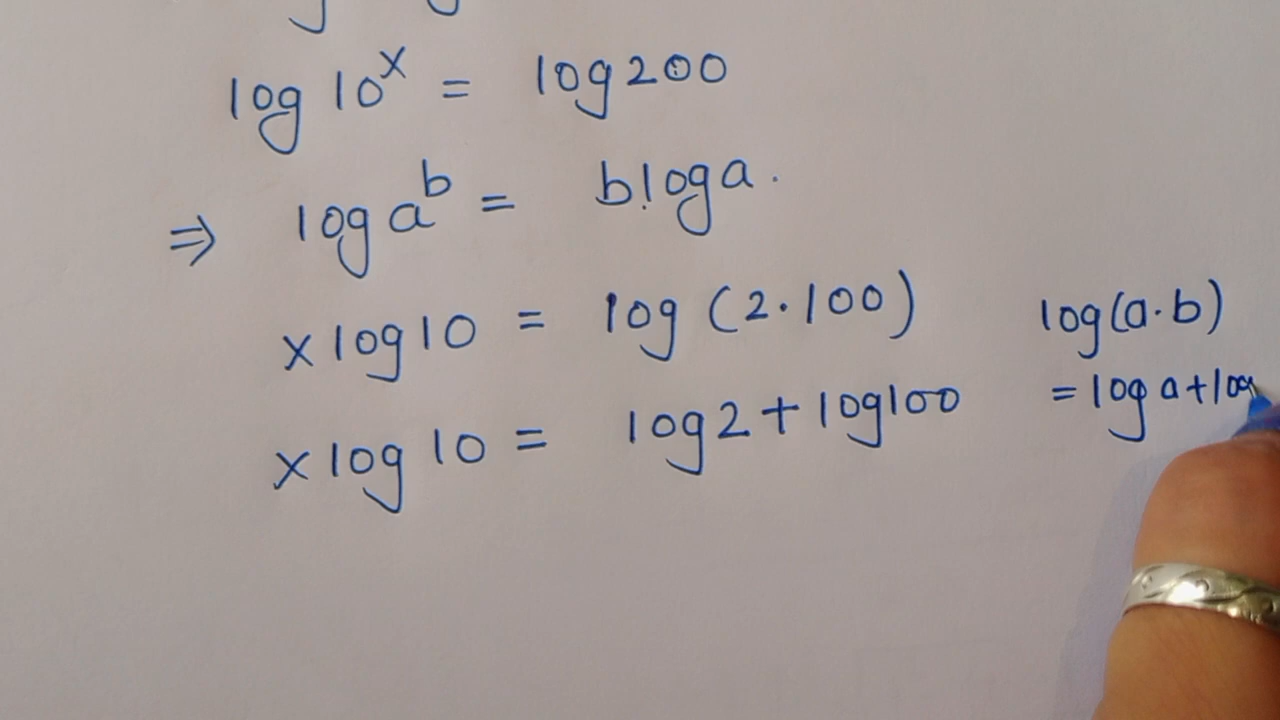 log 10^x = log 200
⇒ log a^b = b log a.
x log 10 = log (2·100)
log (a·b)
x log 10 = log 2 + log 100
= log a + log